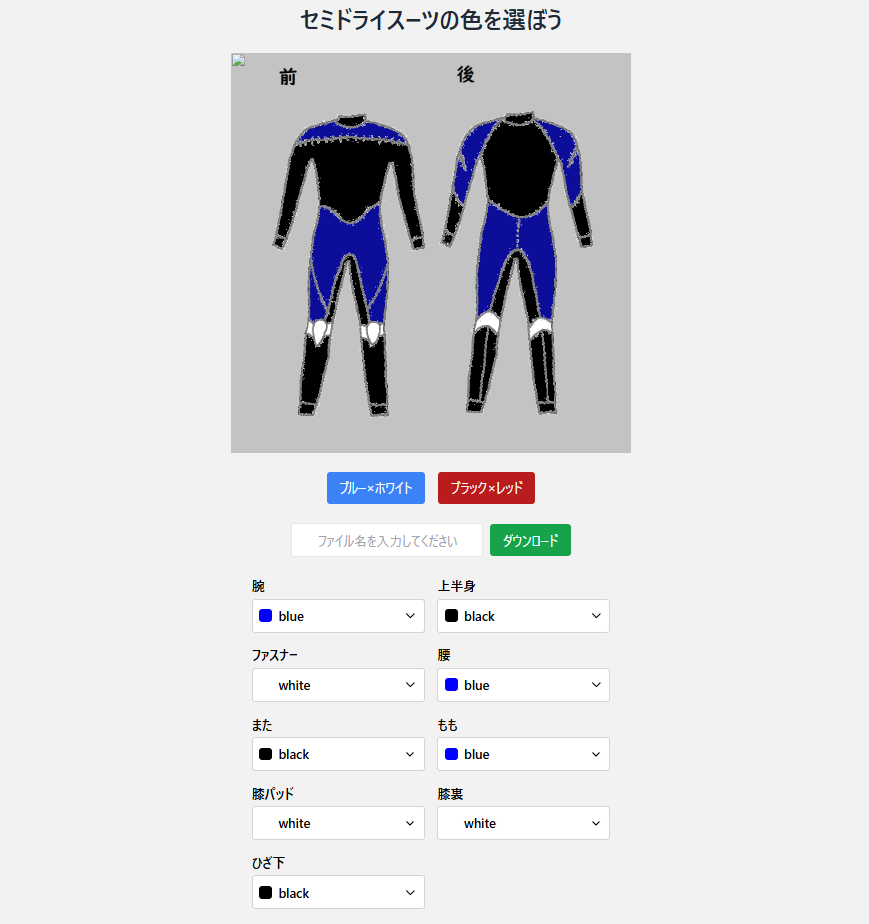 セミドライスーツの色を選ぼう
前
後
ブルー×ホワイト
ブラック×レッド
ファイル名を入力してください
ダウンロード
腕
上半身
blue
black
ファスナー
腰
white
blue
また
もも
black
blue
膝パッド
膝裏
white
white
ひざ下
black